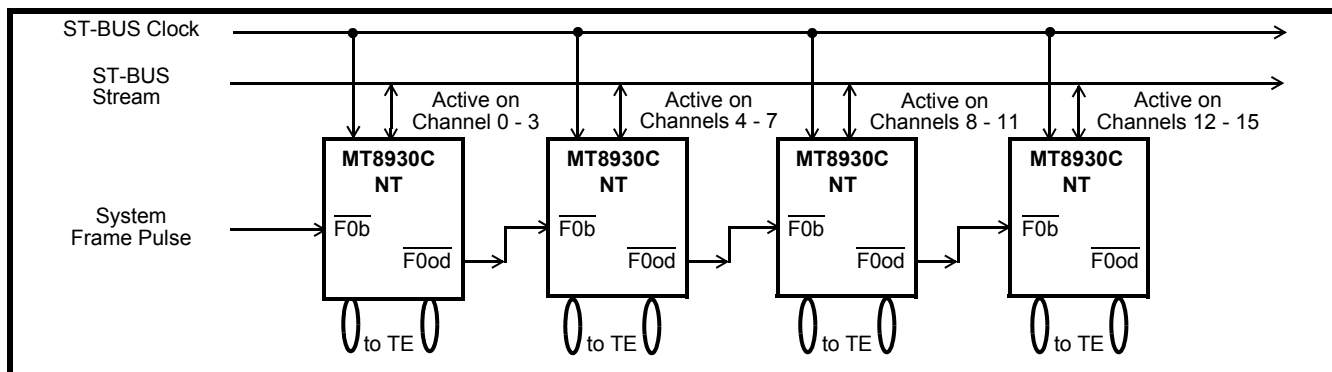 ST-BUS Clock
ST-BUS
Stream
Active on
Channel 0 - 3
Active on
Channels 4 - 7
Active on
Channels 8 - 11
Active on
Channels 12 - 15
MT8930C
NT
MT8930C
NT
MT8930C
NT
MT8930C
NT
System
Frame Pulse
F0b
F0od
F0b
F0od
F0b
F0od
F0b
F0od
to TE
to TE
to TE
to TE